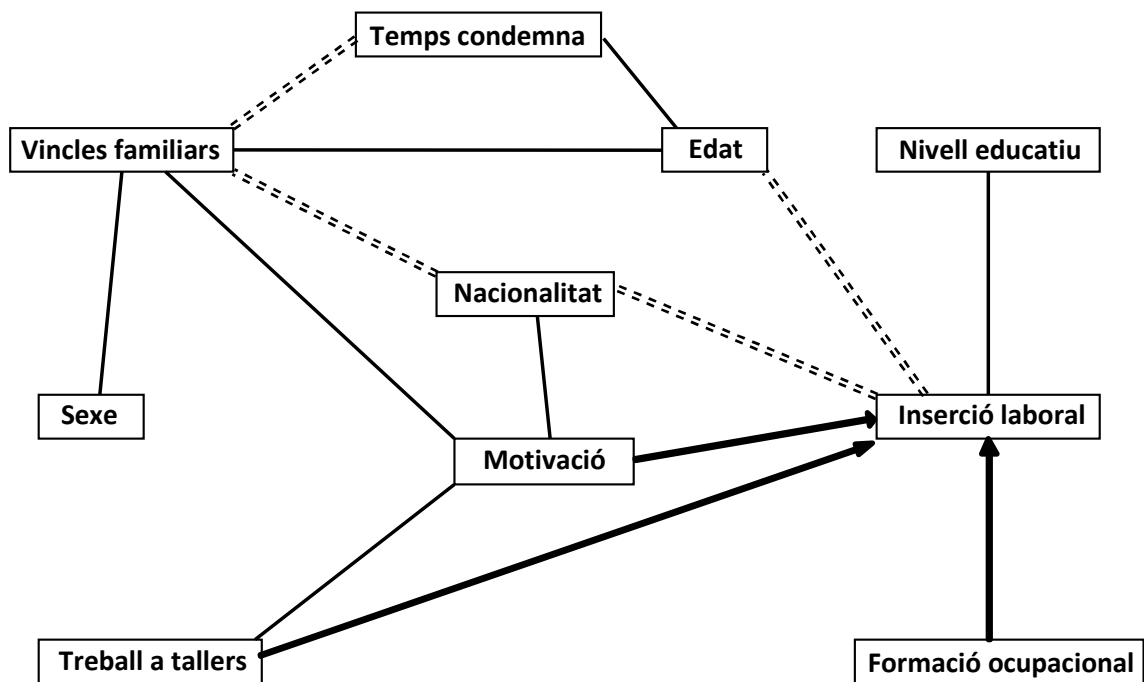 Temps condemna
Vincles familiars
Edat
Nivell educatiu
Nacionalitat
Sexe
Inserció laboral
Motivació
Treball a tallers
Formació ocupacional